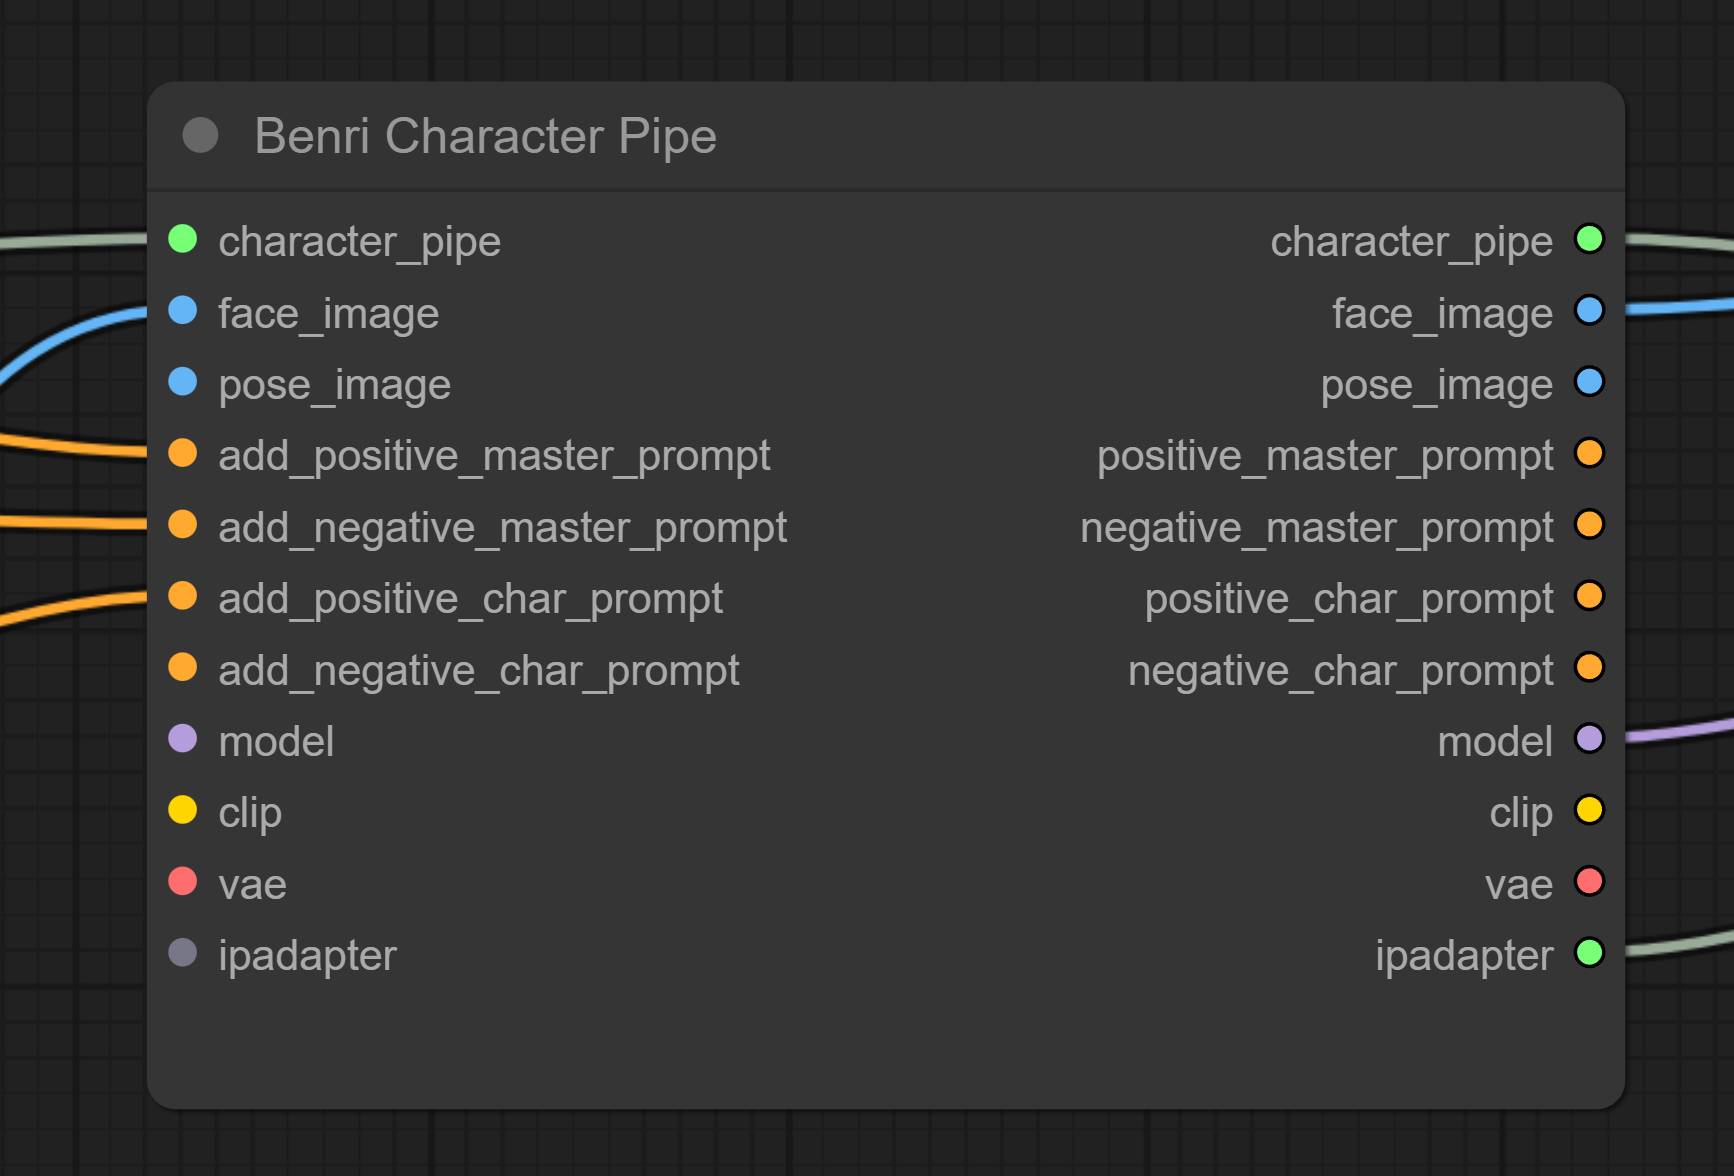 Benri Character Pipe
character_pipe character_pipe
face_image face_image
pose_image pose_image
add_positive_master_prompt positive_master_prompt
add_negative_master_prompt negative_master_prompt
add_positive_char_prompt positive_char_prompt
add_negative_char_prompt negative_char_prompt
model model
clip clip
vae vae
ipadapter ipadapter